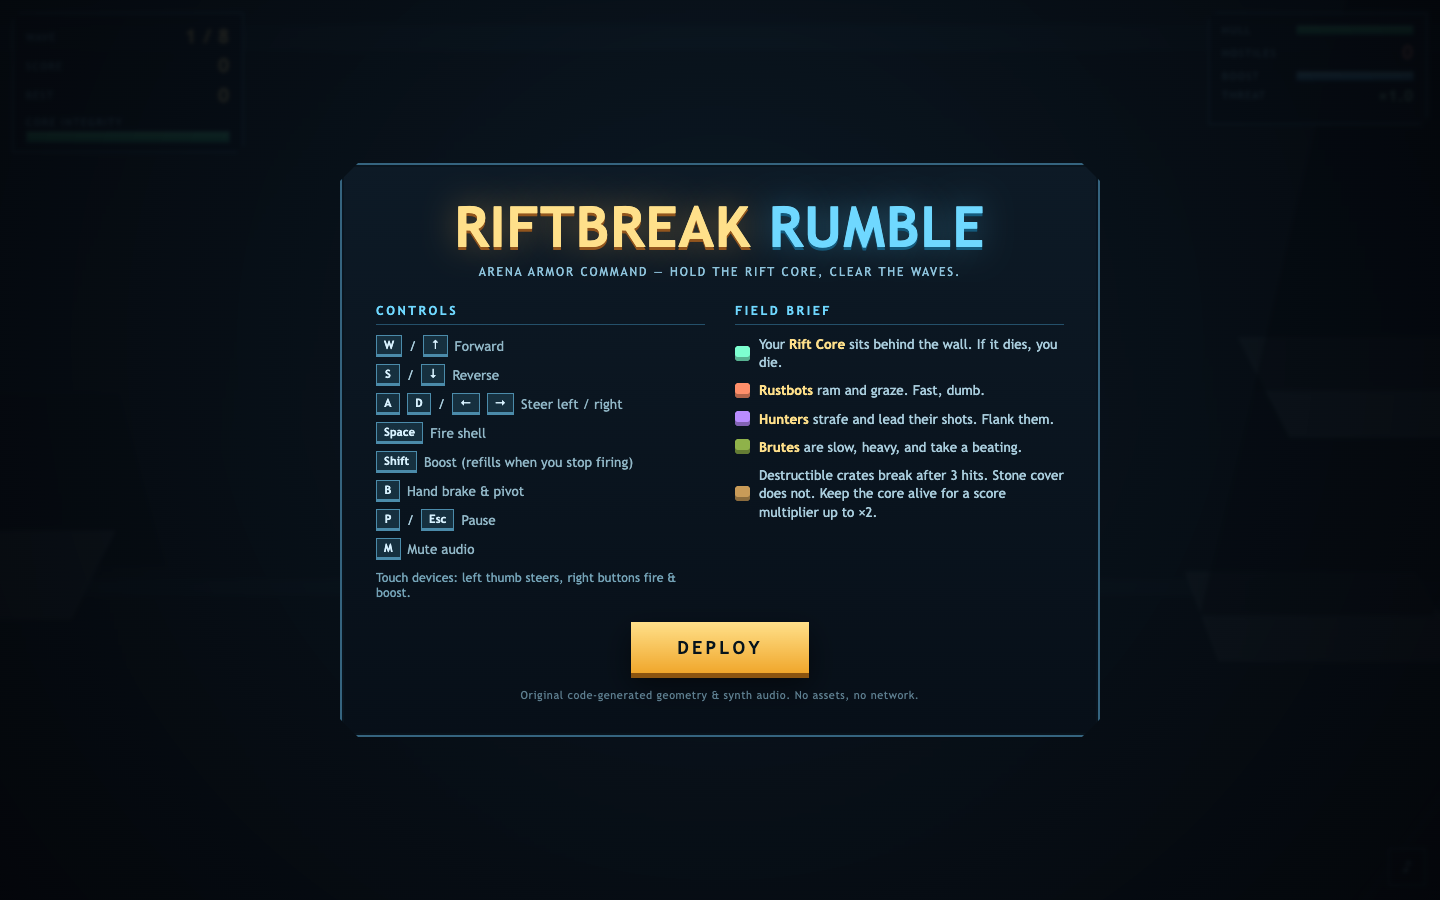 1 / 8
0
0
0
RIFTBREAK RUMBLE
ARENA ARMOR COMMAND — HOLD THE RIFT CORE, CLEAR THE WAVES.
CONTROLS
W / ↑ Forward
S / ↓ Reverse
A D / ← → Steer left / right
Space Fire shell
Shift Boost (refills when you stop firing)
B Hand brake & pivot
P / Esc Pause
M Mute audio
Touch devices: left thumb steers, right buttons fire &
boost.
FIELD BRIEF
Your Rift Core sits behind the wall. If it dies, you
die.
Rustbots ram and graze. Fast, dumb.
Hunters strafe and lead their shots. Flank them.
Brutes are slow, heavy, and take a beating.
Destructible crates break after 3 hits. Stone cover
does not. Keep the core alive for a score
multiplier up to ×2.
DEPLOY
Original code-generated geometry & synth audio. No assets, no network.